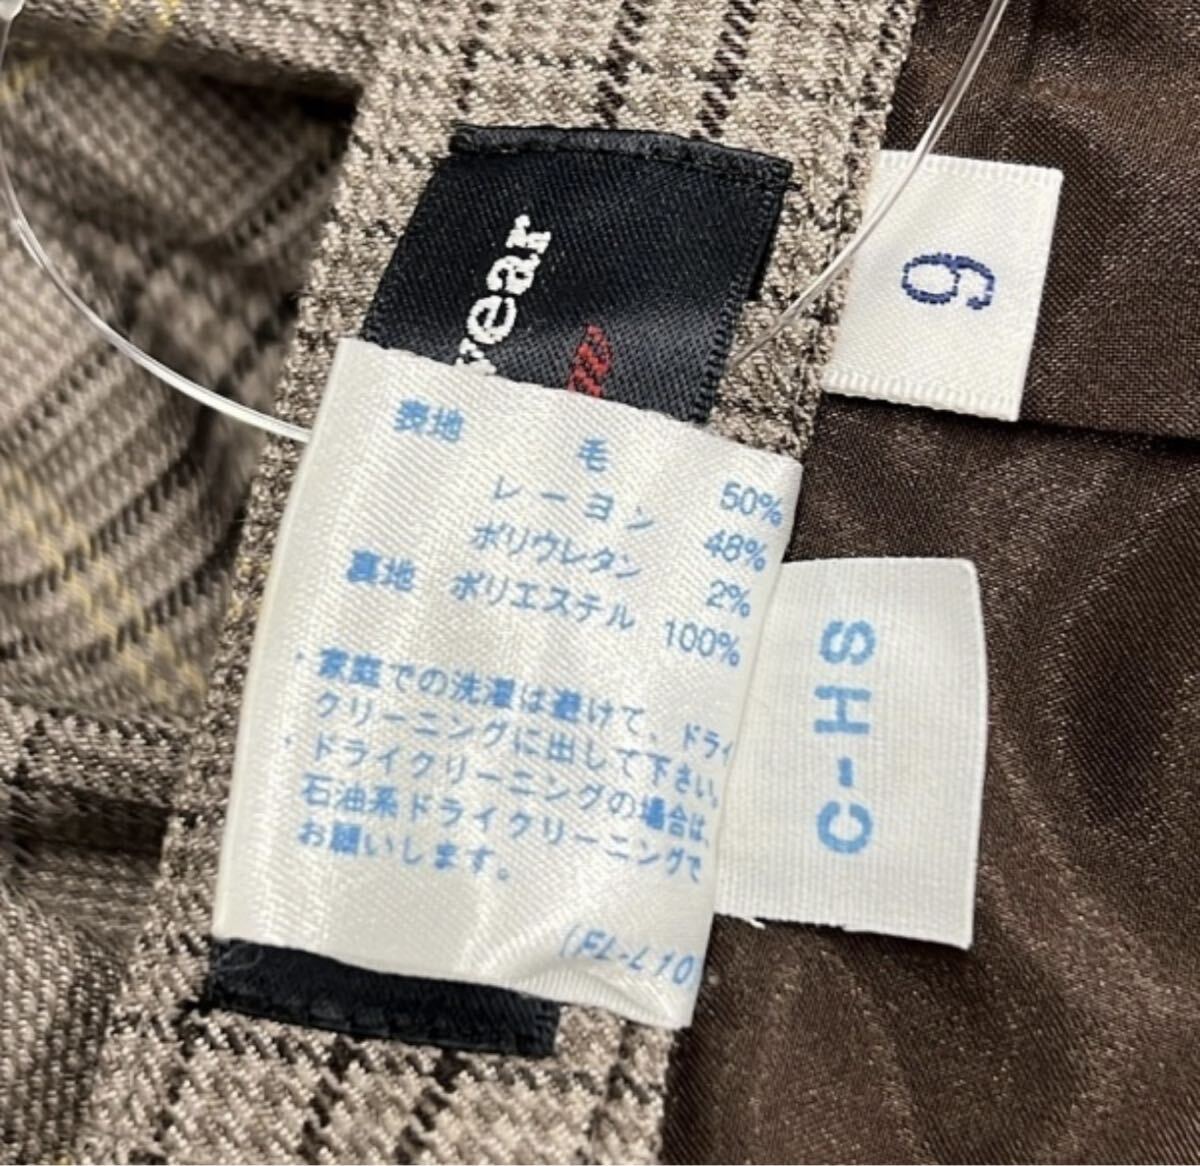 wear
9
表地 毛 50%
レーヨン 48%
ポリウレタン 2%
裏地 ポリエステル 100%
・家庭での洗濯は避けて、ドライ
クリーニングに出して下さい。
・ドライクリーニングの場合は、
石油系ドライクリーニングで
お願いします。
(FL-L10)
C-HS